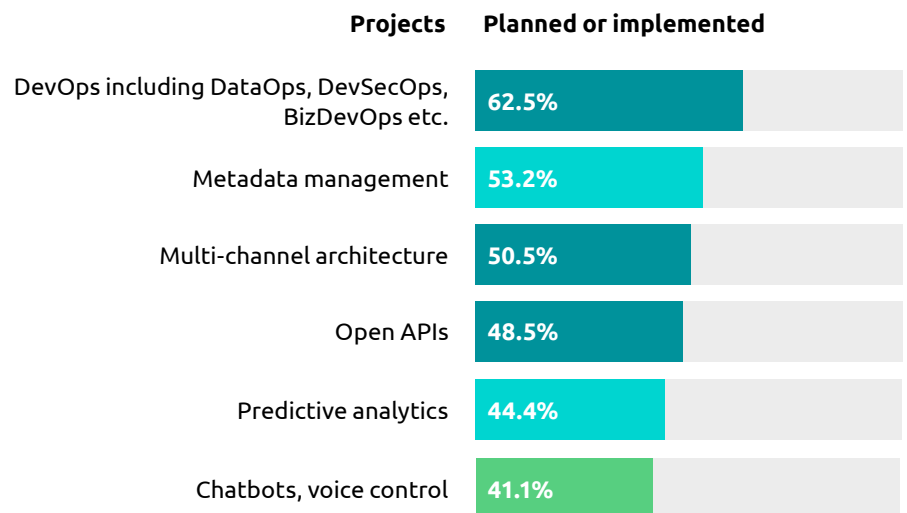 Projects Planned or implemented
DevOps including DataOps, DevSecOps,
BizDevOps etc.
62.5%
Metadata management 53.2%
Multi-channel architecture 50.5%
Open APIs 48.5%
Predictive analytics 44.4%
Chatbots, voice control 41.1%